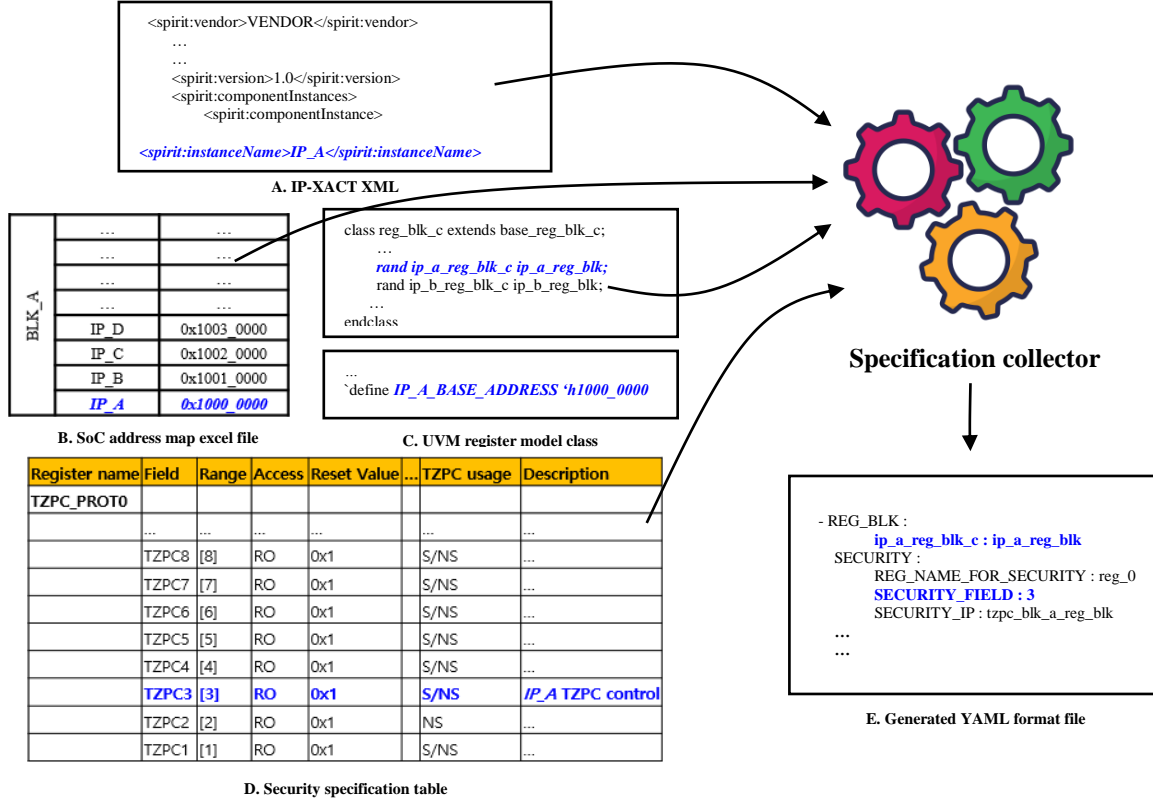 <spirit:vendor>VENDOR</spirit:vendor>
…
…
<spirit:version>1.0</spirit:version>
<spirit:componentInstances>
<spirit:componentInstance>
<spirit:instanceName>IP_A</spirit:instanceName>
A. IP-XACT XML
BLK_A
… …
… …
… …
… …
IP_D 0x1003_0000
IP_C 0x1002_0000
IP_B 0x1001_0000
IP_A 0x1000_0000
B. SoC address map excel file
class reg_blk_c extends base_reg_blk_c;
…
rand ip_a_reg_blk_c ip_a_reg_blk;
rand ip_b_reg_blk_c ip_b_reg_blk;
…
endclass
…
`define IP_A_BASE_ADDRESS ‘h1000_0000
C. UVM register model class
Register name Field Range Access Reset Value ... TZPC usage Description
TZPC_PROT0
... ... ... ... ... ...
TZPC8 [8] RO 0x1 S/NS ...
TZPC7 [7] RO 0x1 S/NS ...
TZPC6 [6] RO 0x1 S/NS ...
TZPC5 [5] RO 0x1 S/NS ...
TZPC4 [4] RO 0x1 S/NS ...
TZPC3 [3] RO 0x1 S/NS IP_A TZPC control
TZPC2 [2] RO 0x1 NS ...
TZPC1 [1] RO 0x1 S/NS ...
D. Security specification table
Specification collector
- REG_BLK :
ip_a_reg_blk_c : ip_a_reg_blk
SECURITY :
REG_NAME_FOR_SECURITY : reg_0
SECURITY_FIELD : 3
SECURITY_IP : tzpc_blk_a_reg_blk
…
…
E. Generated YAML format file